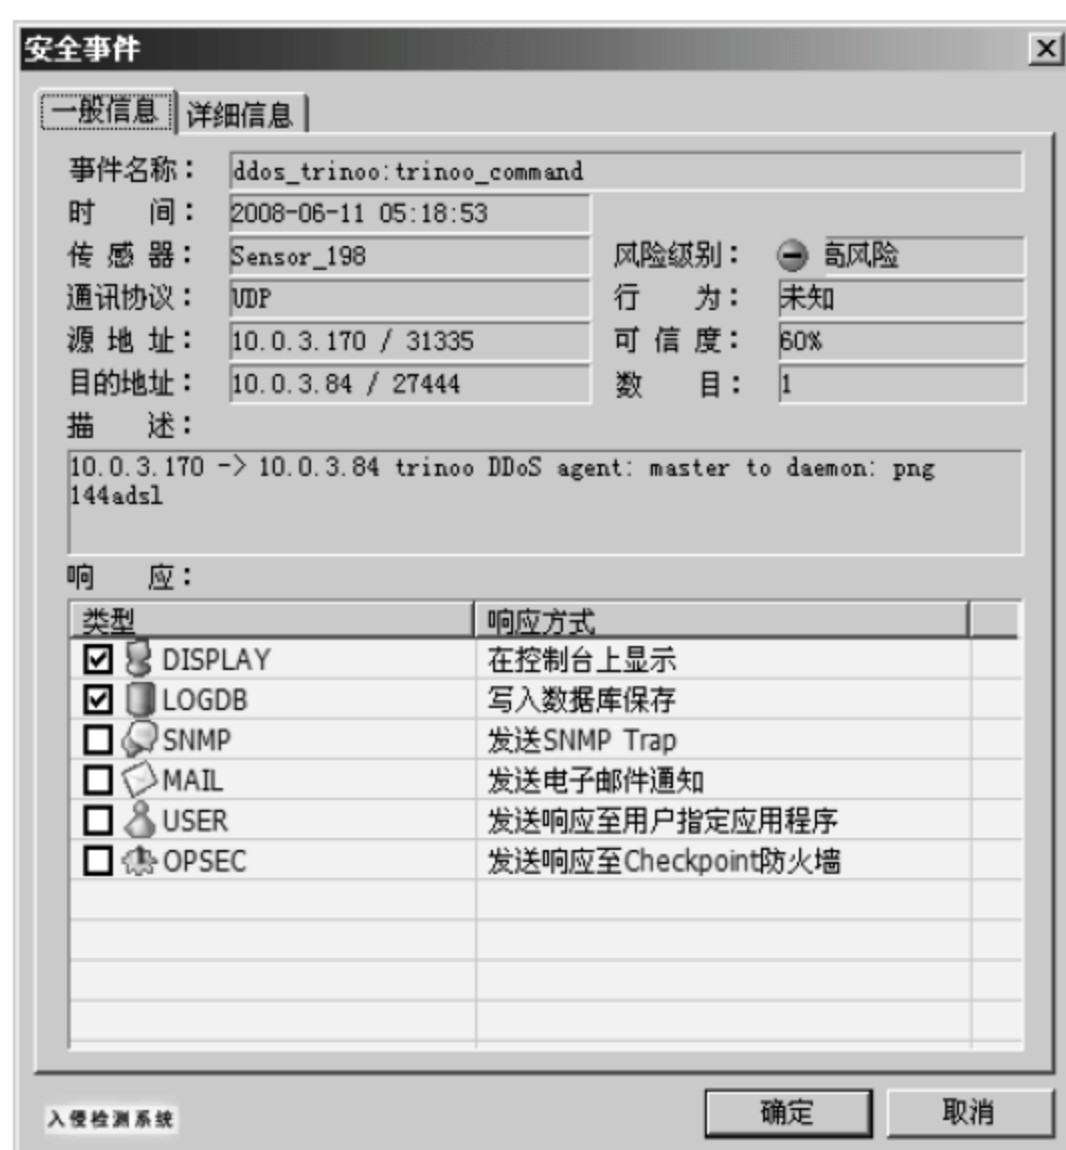 安全事件
一般信息 详细信息
事件名称： ddos_trinoo:trinoo_command
时 间： 2008-06-11 05:18:53
传 感 器： Sensor_198 风险级别： 高风险
通讯协议： UDP 行 为： 未知
源 地 址： 10.0.3.170 / 31335 可 信 度： 60%
目的地址： 10.0.3.84 / 27444 数 目： 1
描 述：
10.0.3.170 -> 10.0.3.84 trinoo DDoS agent: master to daemon: png
144adsl
响 应：
类型 响应方式
DISPLAY 在控制台上显示
LOGDB 写入数据库保存
SNMP 发送SNMP Trap
MAIL 发送电子邮件通知
USER 发送响应至用户指定应用程序
OPSEC 发送响应至Checkpoint防火墙
入侵检测系统 确定 取消